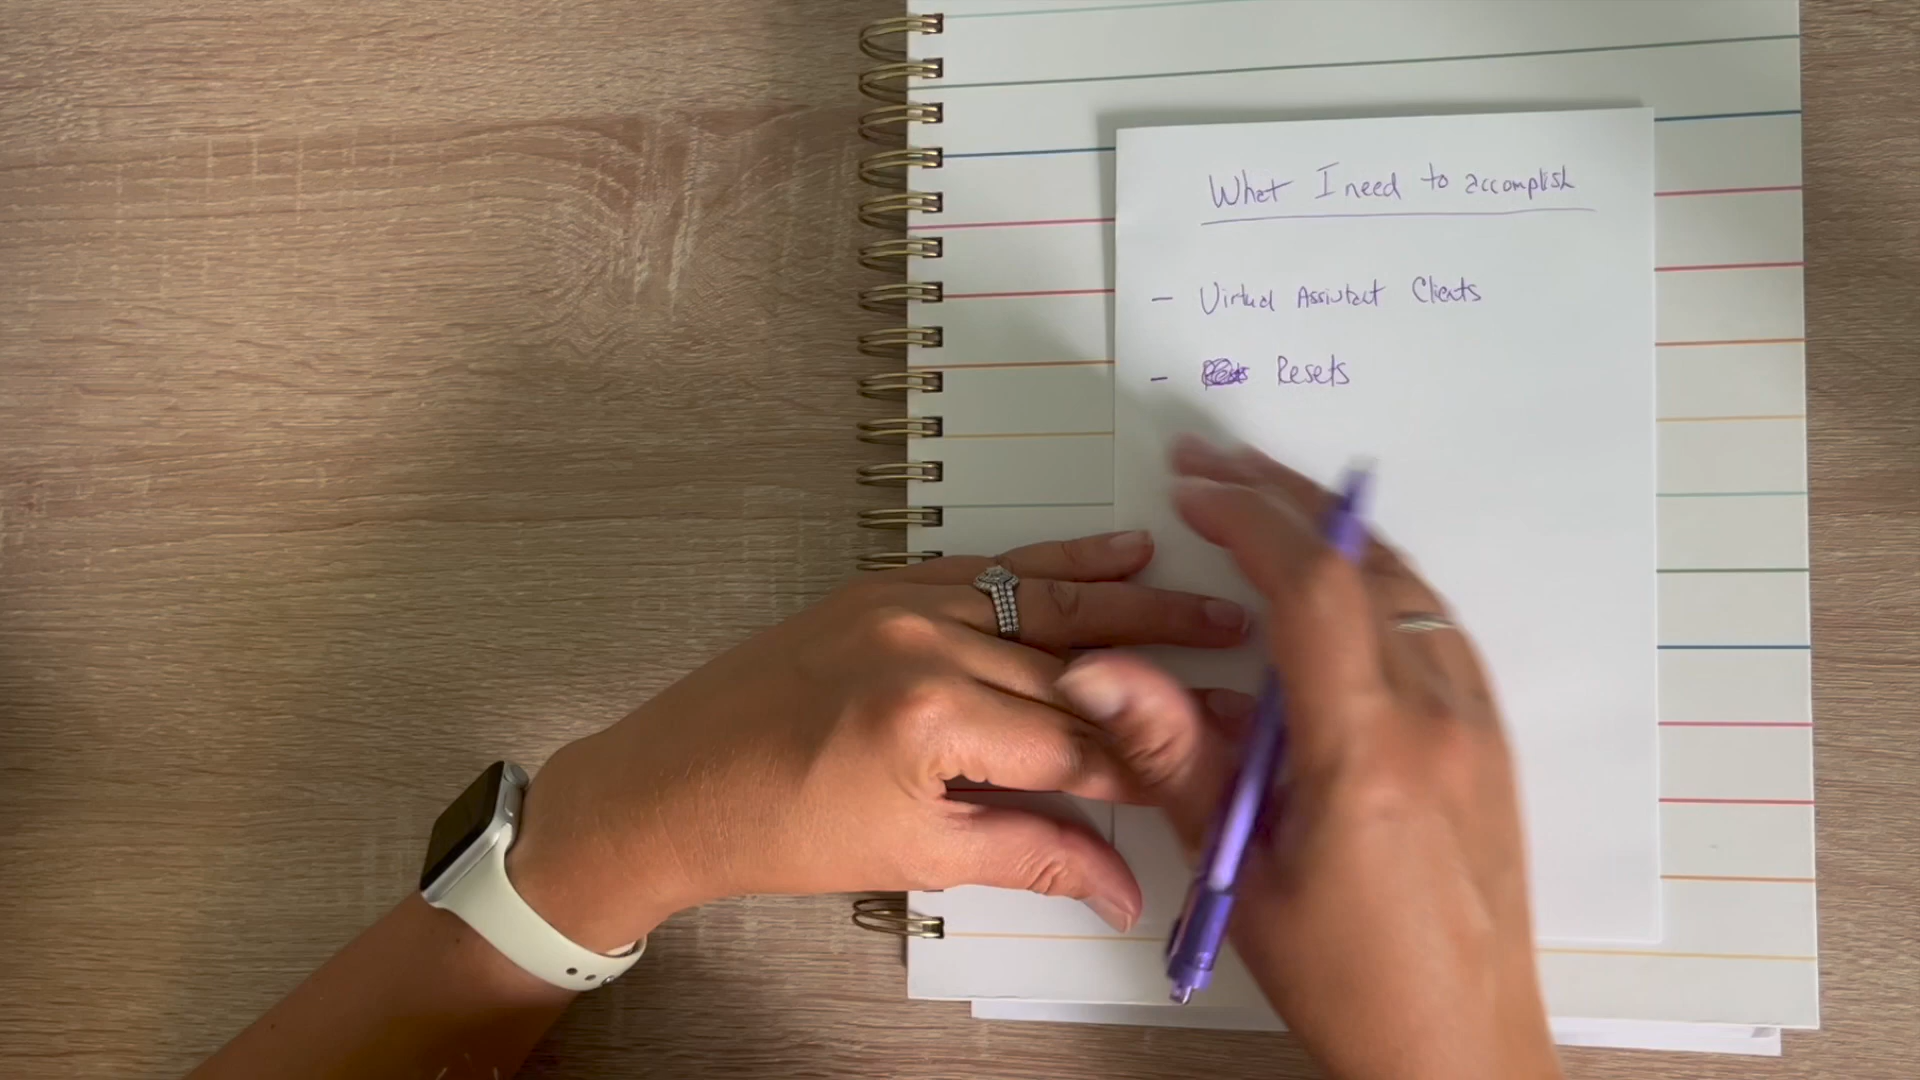 What I need to accomplish
- Virtual Assistant Clients
- Resets